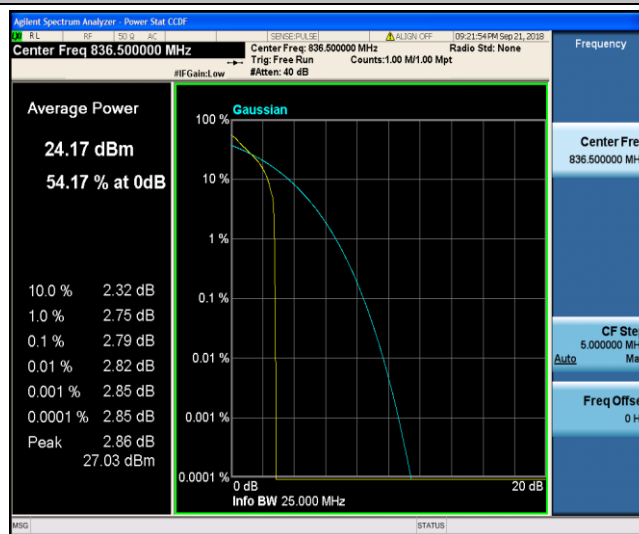 Agilent Spectrum Analyzer - Power Stat CCDF
RL RF 50 Ω AC SENSE:PULSE ALIGN OFF 09:21:54 PM Sep 21, 2018
Center Freq 836.500000 MHz
Center Freq: 836.500000 MHz Radio Std: None
Trig: Free Run Counts:1.00 M/1.00 Mpt
#IFGain:Low #Atten: 40 dB
Frequency
Average Power
24.17 dBm
54.17 % at 0dB
10.0 % 2.32 dB
1.0 % 2.75 dB
0.1 % 2.79 dB
0.01 % 2.82 dB
0.001 % 2.85 dB
0.0001 % 2.85 dB
Peak 2.86 dB
27.03 dBm
Gaussian
100 %
10 %
1 %
0.1 %
0.01 %
0.001 %
0.0001 %
0 dB 20 dB
Info BW 25.000 MHz
Center Fre
836.500000 MH
CF Ste
5.000000 MH
Auto Ma
Freq Offse
0 H
MSG STATUS